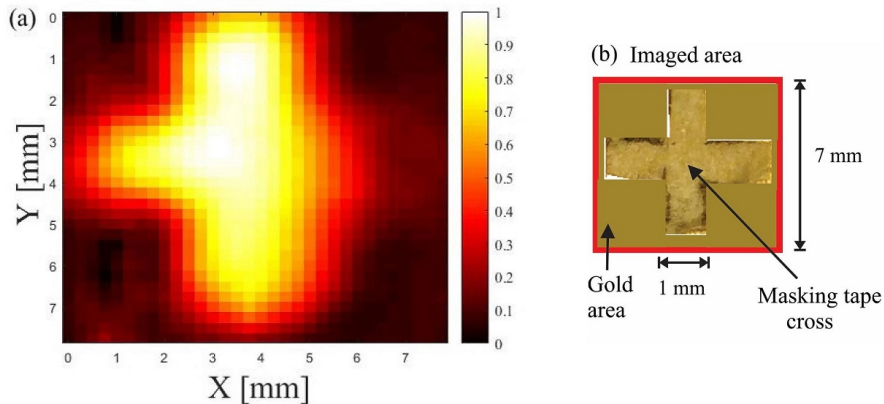 (a)
Y [mm]
0
1
2
3
4
5
6
7
0 1 2 3 4 5 6 7
X [mm]
1
0.9
0.8
0.7
0.6
0.5
0.4
0.3
0.2
0.1
0
(b) Imaged area
7 mm
1 mm
Gold
area
Masking tape
cross